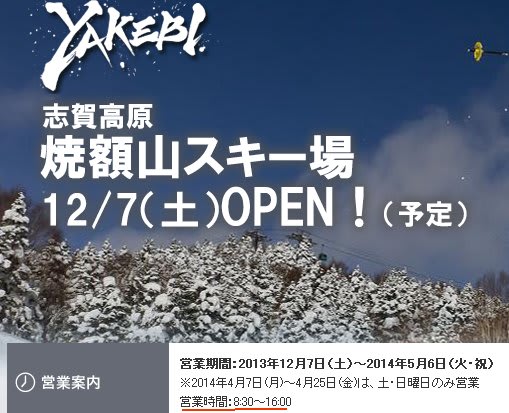 YAKEBI
志賀高原
焼額山スキー場
12/7(土)OPEN!(予定)
営業案内
営業期間:2013年12月7日(土)～2014年5月6日(火・祝)
※2014年4月7日(月)～4月25日(金)は、土・日曜日のみ営業
営業時間:8:30～16:00